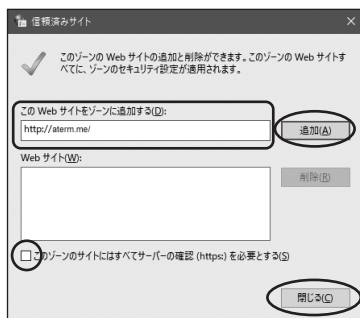 信頼済みサイト
このゾーンの Web サイトの追加と削除ができます。このゾーンの Web サイトす
べてに、ゾーンのセキュリティ設定が適用されます。
この Web サイトをゾーンに追加する(D):
http://aterm.me/
追加(A)
Web サイト(W):
削除(R)
このゾーンのサイトにはすべてサーバーの確認 (https:) を必要とする(S)
閉じる(C)